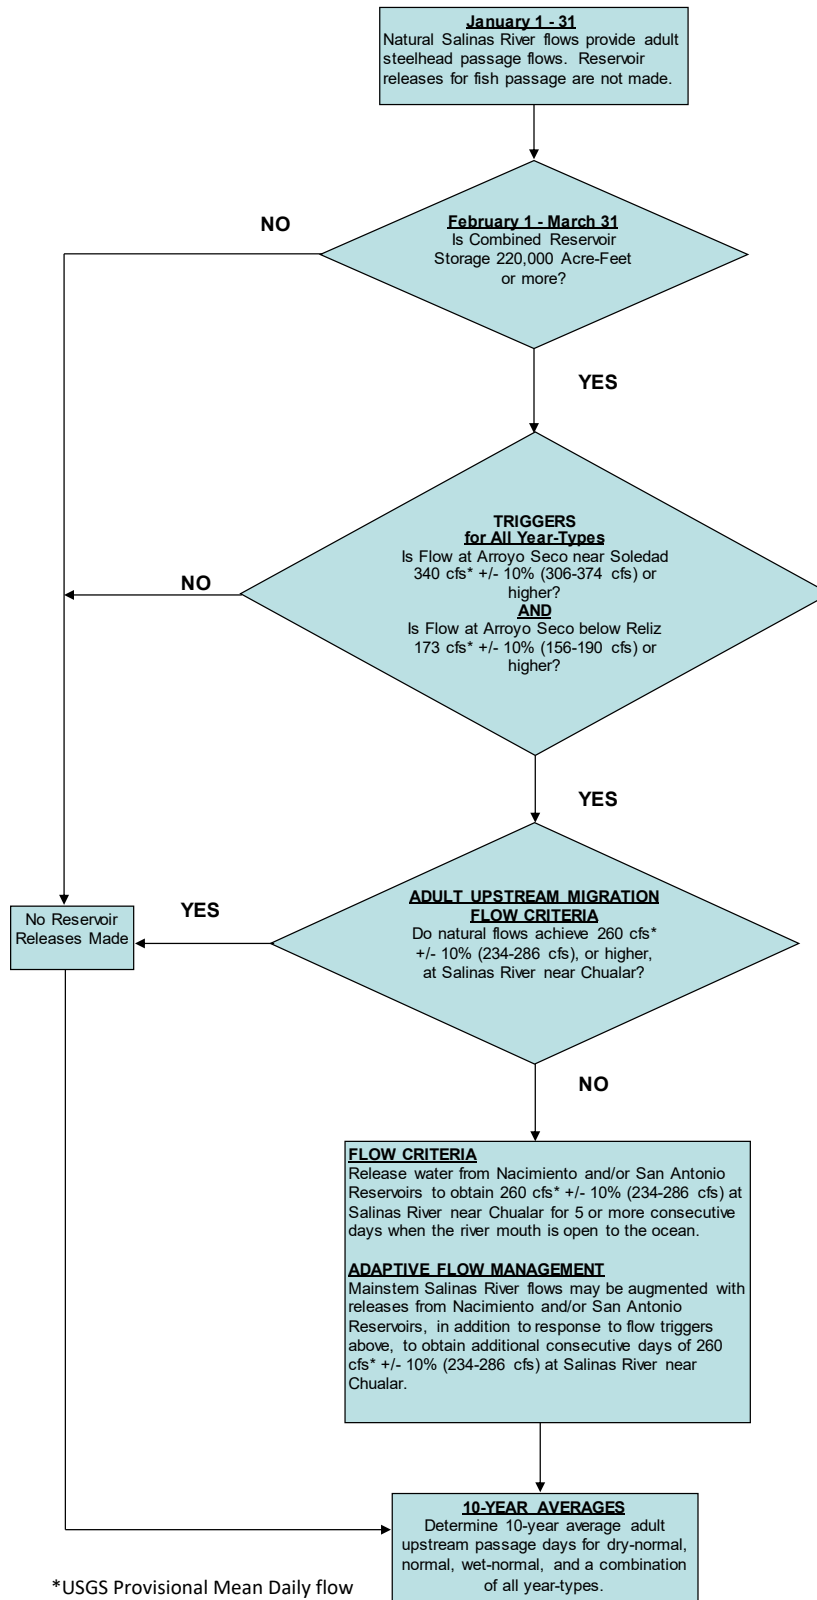 January 1 - 31
Natural Salinas River flows provide adult
steelhead passage flows. Reservoir
releases for fish passage are not made.
NO
February 1 - March 31
Is Combined Reservoir
Storage 220,000 Acre-Feet
or more?
YES
TRIGGERS
for All Year-Types
Is Flow at Arroyo Seco near Soledad
340 cfs* +/- 10% (306-374 cfs) or
higher?
AND
Is Flow at Arroyo Seco below Reliz
173 cfs* +/- 10% (156-190 cfs) or
higher?
NO
YES
ADULT UPSTREAM MIGRATION
FLOW CRITERIA
Do natural flows achieve 260 cfs*
+/- 10% (234-286 cfs), or higher,
at Salinas River near Chualar?
YES
No Reservoir
Releases Made
NO
FLOW CRITERIA
Release water from Nacimiento and/or San Antonio
Reservoirs to obtain 260 cfs* +/- 10% (234-286 cfs) at
Salinas River near Chualar for 5 or more consecutive
days when the river mouth is open to the ocean.
ADAPTIVE FLOW MANAGEMENT
Mainstem Salinas River flows may be augmented with
releases from Nacimiento and/or San Antonio
Reservoirs, in addition to response to flow triggers
above, to obtain additional consecutive days of 260
cfs* +/- 10% (234-286 cfs) at Salinas River near
Chualar.
10-YEAR AVERAGES
Determine 10-year average adult
upstream passage days for dry-normal,
normal, wet-normal, and a combination
of all year-types.
*USGS Provisional Mean Daily flow